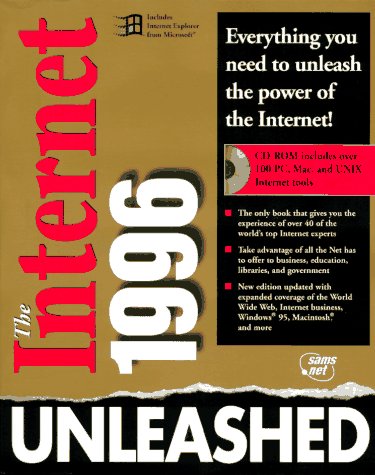 Includes
Internet Explorer
from Microsoft®
The Internet
1996
UNLEASHED
Everything you
need to unleash
the power of
the Internet!
CD-ROM includes over
100 PC, Mac and UNIX
Internet tools
The only book that gives you the
experience of over 40 of the
world's top Internet experts
Take advantage of all the Net has
to offer to business, education,
libraries, and government
New edition updated with
expanded coverage of the World
Wide Web, Internet business,
Windows® 95, Macintosh®,
and more
sams
net